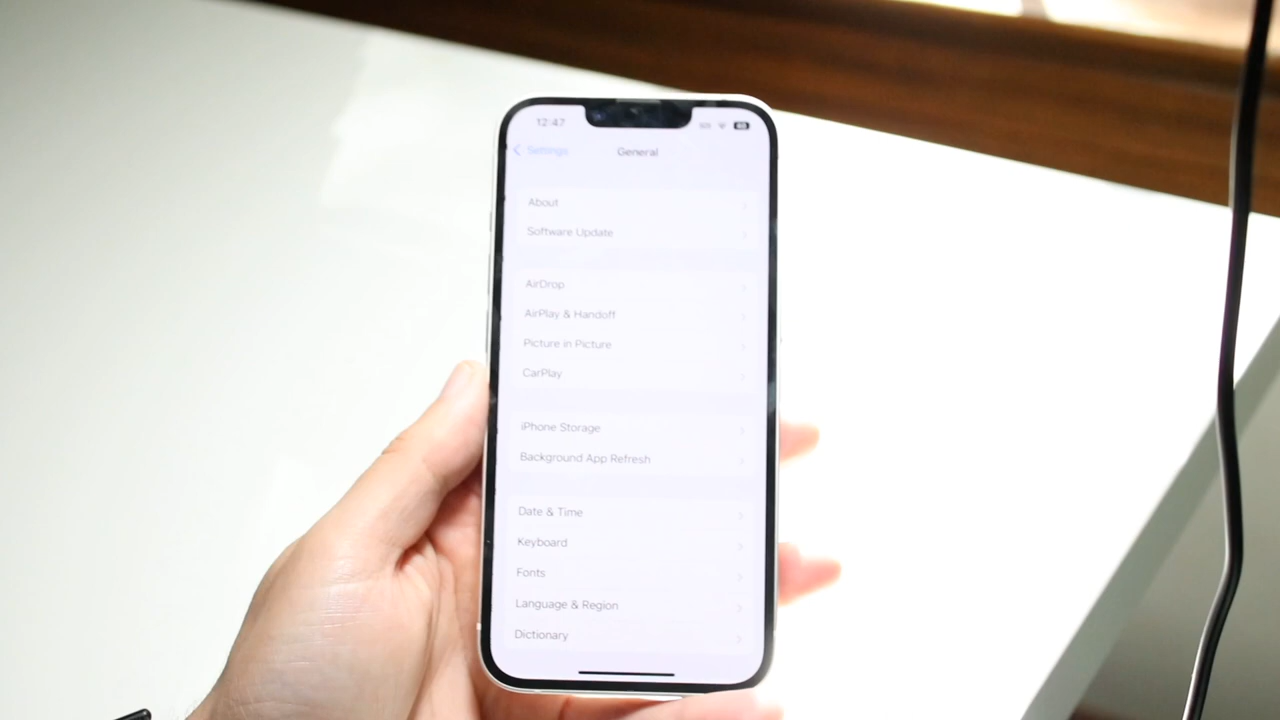 12:47
Settings
General
About
Software Update
AirDrop
AirPlay & Handoff
Picture in Picture
CarPlay
iPhone Storage
Background App Refresh
Date & Time
Keyboard
Fonts
Language & Region
Dictionary